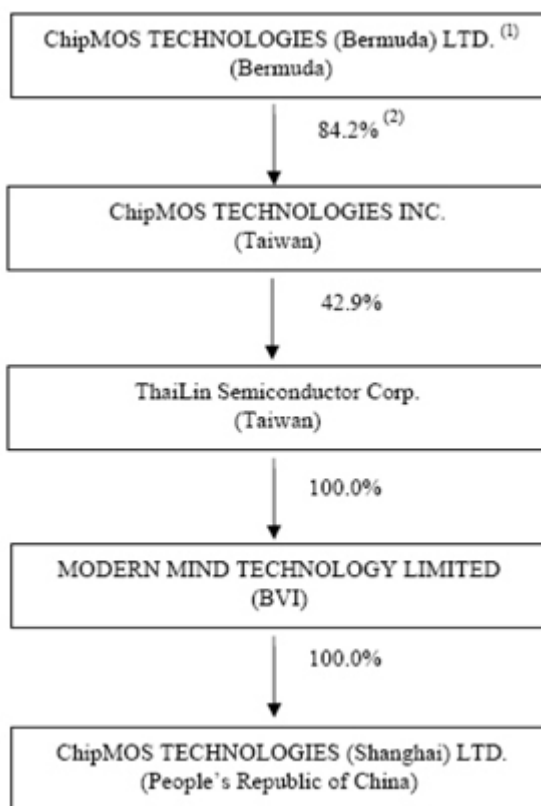 ChipMOS TECHNOLOGIES (Bermuda) LTD. (1)
(Bermuda)
84.2% (2)
ChipMOS TECHNOLOGIES INC.
(Taiwan)
42.9%
ThaiLin Semiconductor Corp.
(Taiwan)
100.0%
MODERN MIND TECHNOLOGY LIMITED
(BVI)
100.0%
ChipMOS TECHNOLOGIES (Shanghai) LTD.
(People's Republic of China)